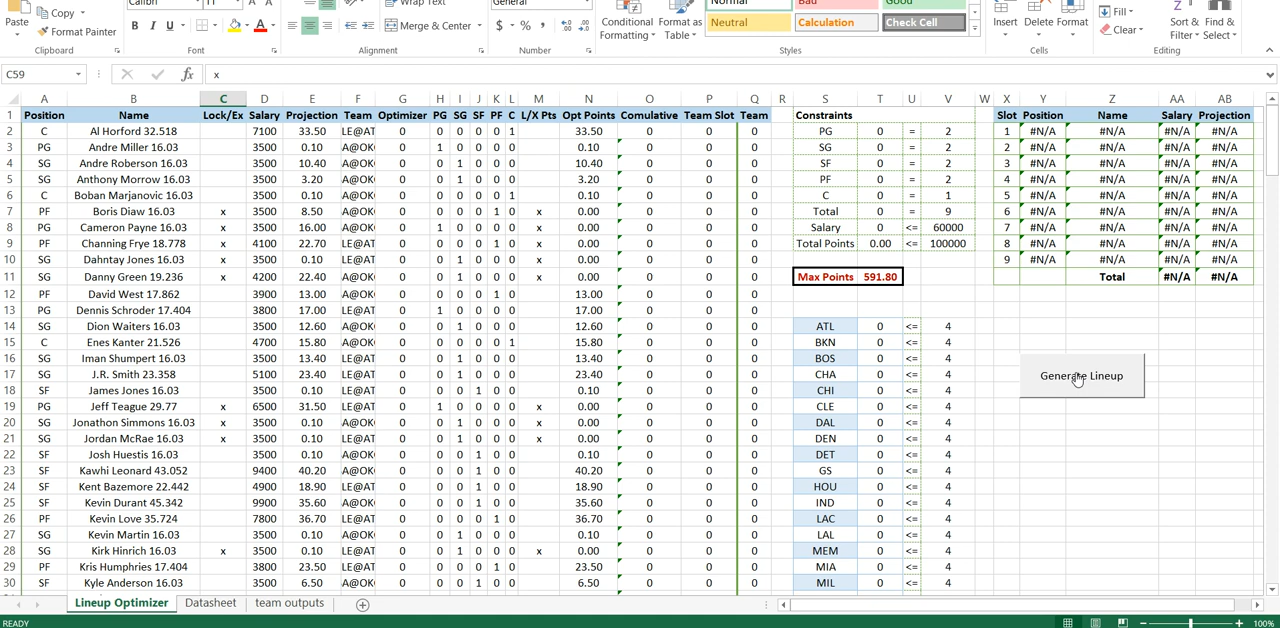 Paste Copy Format Painter Calibri 11 A A Wrap Text General Normal Bad Good
B I U A Merge & Center $ % , Conditional Formatting Format as Table Neutral Calculation Check Cell Insert Delete Format Fill Clear Sort & Filter Find & Select
Clipboard Font Alignment Number Styles Cells Editing
C59 fx x
A B C D E F G H I J K L M N O P Q R S T U V W X Y Z AA AB
1 Position Name Lock/Ex Salary Projection Team Optimizer PG SG SF PF C L/X Pts Opt Points Comulative Team Slot Team Constraints Slot Position Name Salary Projection
2 C Al Horford 32.518 7100 33.50 LE@AT 0 0 0 0 0 1 33.50 0 0 0 PG 0 = 2 1 #N/A #N/A #N/A #N/A
3 PG Andre Miller 16.03 3500 0.10 A@OK 0 1 0 0 0 0 0.10 0 0 0 SG 0 = 2 2 #N/A #N/A #N/A #N/A
4 SG Andre Roberson 16.03 3500 10.40 A@OK 0 0 1 0 0 0 10.40 0 0 0 SF 0 = 2 3 #N/A #N/A #N/A #N/A
5 SG Anthony Morrow 16.03 3500 3.20 A@OK 0 0 1 0 0 0 3.20 0 0 0 PF 0 = 2 4 #N/A #N/A #N/A #N/A
6 C Boban Marjanovic 16.03 3500 0.10 A@OK 0 0 0 0 0 1 0.10 0 0 0 C 0 = 1 5 #N/A #N/A #N/A #N/A
7 PF Boris Diaw 16.03 x 3500 8.50 A@OK 0 0 0 0 1 0 x 0.00 0 0 0 Total 0 = 9 6 #N/A #N/A #N/A #N/A
8 PG Cameron Payne 16.03 x 3500 16.00 A@OK 0 1 0 0 0 0 x 0.00 0 0 0 Salary 0 <= 60000 7 #N/A #N/A #N/A #N/A
9 PF Channing Frye 18.778 x 4100 22.70 LE@AT 0 0 0 0 1 0 x 0.00 0 0 0 Total Points 0.00 <= 100000 8 #N/A #N/A #N/A #N/A
10 SG Dahntay Jones 16.03 x 3500 0.10 LE@AT 0 0 1 0 0 0 x 0.00 0 0 0 9 #N/A #N/A #N/A #N/A
11 SG Danny Green 19.236 x 4200 22.40 A@OK 0 0 1 0 0 0 x 0.00 0 0 0 Max Points 591.80 Total #N/A #N/A
12 PF David West 17.862 3900 13.00 A@OK 0 0 0 0 1 0 13.00 0 0 0
13 PG Dennis Schroder 17.404 3800 17.00 LE@AT 0 1 0 0 0 0 17.00 0 0 0
14 SG Dion Waiters 16.03 3500 12.60 A@OK 0 0 1 0 0 0 12.60 0 0 0 ATL 0 <= 4
15 C Enes Kanter 21.526 4700 15.80 A@OK 0 0 0 0 0 1 15.80 0 0 0 BKN 0 <= 4
16 SG Iman Shumpert 16.03 3500 13.40 LE@AT 0 0 1 0 0 0 13.40 0 0 0 BOS 0 <= 4
17 SG J.R. Smith 23.358 5100 23.40 LE@AT 0 0 1 0 0 0 23.40 0 0 0 CHA 0 <= 4 Generate Lineup
18 SF James Jones 16.03 3500 0.10 LE@AT 0 0 0 1 0 0 0.10 0 0 0 CHI 0 <= 4
19 PG Jeff Teague 29.77 x 6500 31.50 LE@AT 0 1 0 0 0 0 x 0.00 0 0 0 CLE 0 <= 4
20 SG Jonathon Simmons 16.03 x 3500 0.10 A@OK 0 0 1 0 0 0 x 0.00 0 0 0 DAL 0 <= 4
21 SG Jordan McRae 16.03 x 3500 0.10 LE@AT 0 0 1 0 0 0 x 0.00 0 0 0 DEN 0 <= 4
22 SF Josh Huestis 16.03 3500 0.10 A@OK 0 0 0 1 0 0 0.10 0 0 0 DET 0 <= 4
23 SF Kawhi Leonard 43.052 9400 40.20 A@OK 0 0 0 1 0 0 40.20 0 0 0 GS 0 <= 4
24 SF Kent Bazemore 22.442 4900 18.90 LE@AT 0 0 0 1 0 0 18.90 0 0 0 HOU 0 <= 4
25 SF Kevin Durant 45.342 9900 35.60 A@OK 0 0 0 1 0 0 35.60 0 0 0 IND 0 <= 4
26 PF Kevin Love 35.724 7800 36.70 LE@AT 0 0 0 0 1 0 36.70 0 0 0 LAC 0 <= 4
27 SG Kevin Martin 16.03 3500 0.10 A@OK 0 0 1 0 0 0 0.10 0 0 0 LAL 0 <= 4
28 SG Kirk Hinrich 16.03 x 3500 0.10 LE@AT 0 0 1 0 0 0 x 0.00 0 0 0 MEM 0 <= 4
29 PF Kris Humphries 17.404 3800 23.50 LE@AT 0 0 0 0 1 0 23.50 0 0 0 MIA 0 <= 4
30 SF Kyle Anderson 16.03 3500 6.50 A@OK 0 0 0 1 0 0 6.50 0 0 0 MIL 0 <= 4
Lineup Optimizer Datasheet team outputs
READY 100%